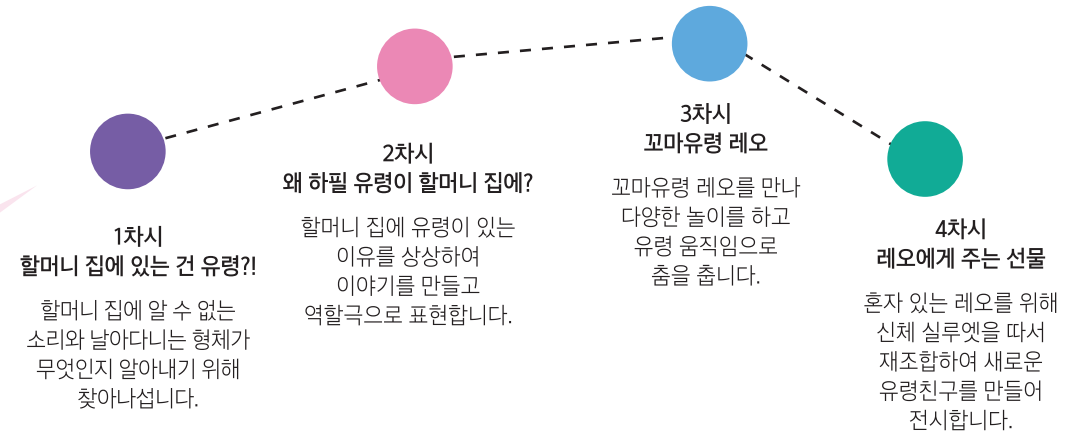 1차시
할머니 집에 있는 건 유령?!
할머니 집에 알 수 없는
소리와 날아다니는 형체가
무엇인지 알아내기 위해
찾아나섭니다.
2차시
왜 하필 유령이 할머니 집에?
할머니 집에 유령이 있는
이유를 상상하여
이야기를 만들고
역할극으로 표현합니다.
3차시
꼬마유령 레오
꼬마유령 레오를 만나
다양한 놀이를 하고
유령 움직임으로
춤을 춥니다.
4차시
레오에게 주는 선물
혼자 있는 레오를 위해
신체 실루엣을 따서
재조합하여 새로운
유령친구를 만들어
전시합니다.